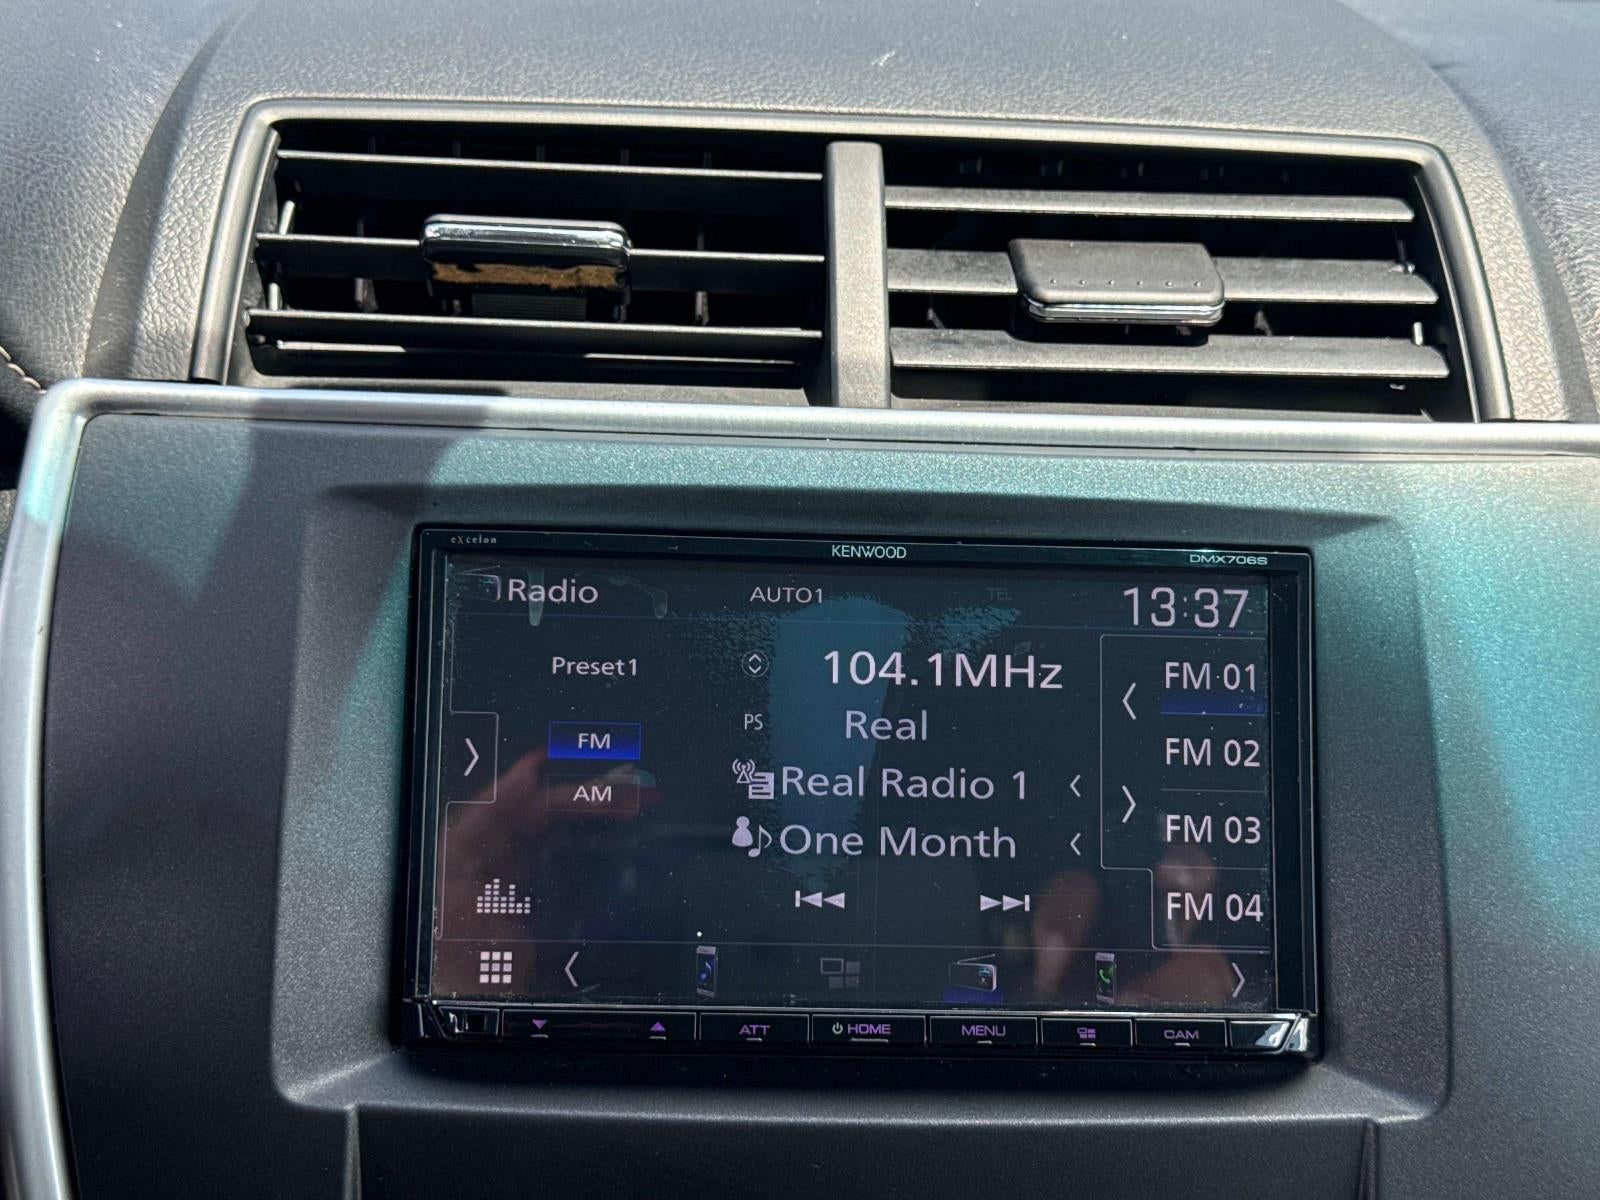 eXcelon
KENWOOD
DMX706S
Radio
AUTO1
TEL
13:37
Preset1
104.1MHz
FM 01
PS
Real
FM
FM 02
Real Radio 1
AM
FM 03
One Month
FM 04
ATT
HOME
MENU
CAM